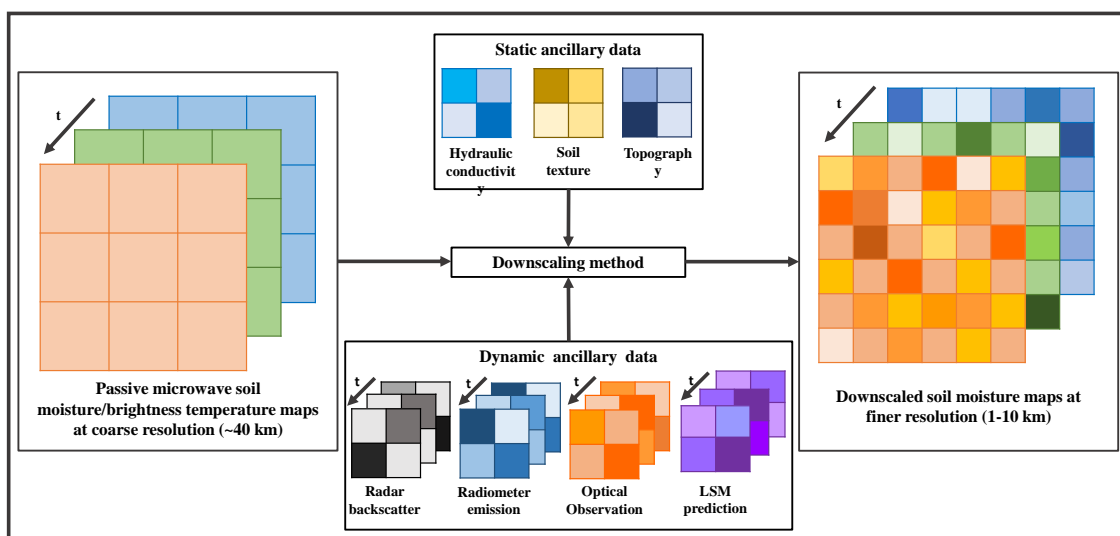 Static ancillary data
Hydraulic
conductivit
y
Soil
texture
Topograph
y
t
Passive microwave soil
moisture/brightness temperature maps
at coarse resolution (~40 km)
Downscaling method
t
Downscaled soil moisture maps at
finer resolution (1-10 km)
Dynamic ancillary data
t
t
t
t
Radar
backscatter
Radiometer
emission
Optical
Observation
LSM
prediction